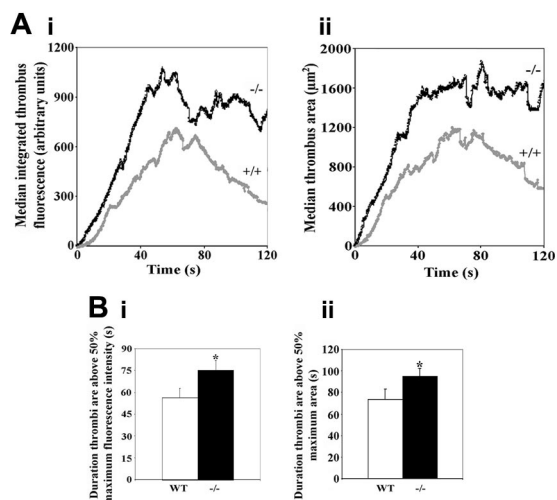 A i ii
Median integrated thrombus
fluorescence (arbitrary units)
1200
900
600
300
0
-/-
+/+
0 40 80 120
Time (s)
Median thrombus area (µm²)
2000
1600
1200
800
400
0
-/-
+/+
0 40 80 120
Time (s)
B i ii
Duration thrombi are above 50%
maximum fluorescence intensity (s)
90
75
60
45
30
15
0
*
WT -/-
Duration thrombi are above 50%
maximum area (s)
120
100
80
60
40
20
0
*
WT -/-